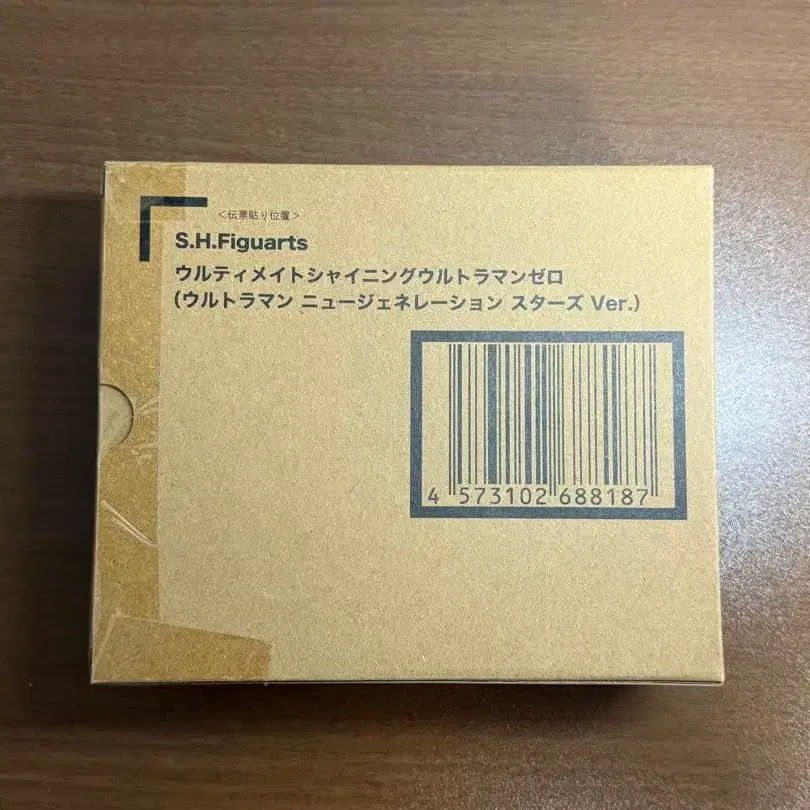 ＜伝票貼り位置＞
S.H.Figuarts
ウルティメイトシャイニングウルトラマンゼロ
(ウルトラマン ニュージェネレーション スターズ Ver.)
4 573102 688187